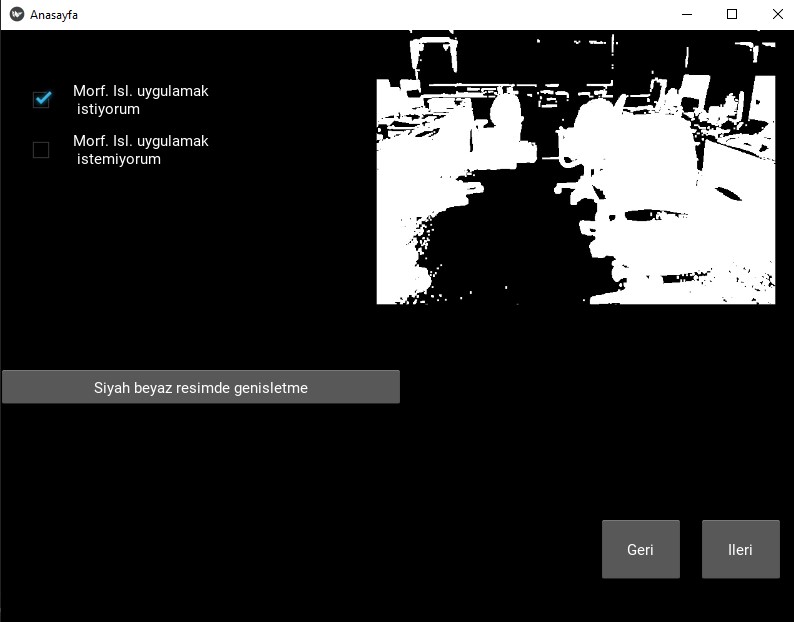 Anasayfa
Morf. Isl. uygulamak
istiyorum
Morf. Isl. uygulamak
istemiyorum
Siyah beyaz resimde genisletme
Geri
Ileri